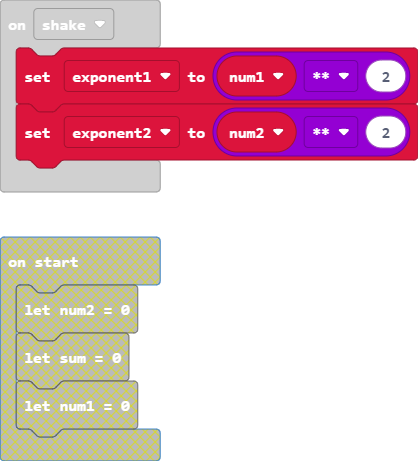 on shake
set exponent1 to num1 ** 2
set exponent2 to num2 ** 2
on start
let num2 = 0
let sum = 0
let num1 = 0